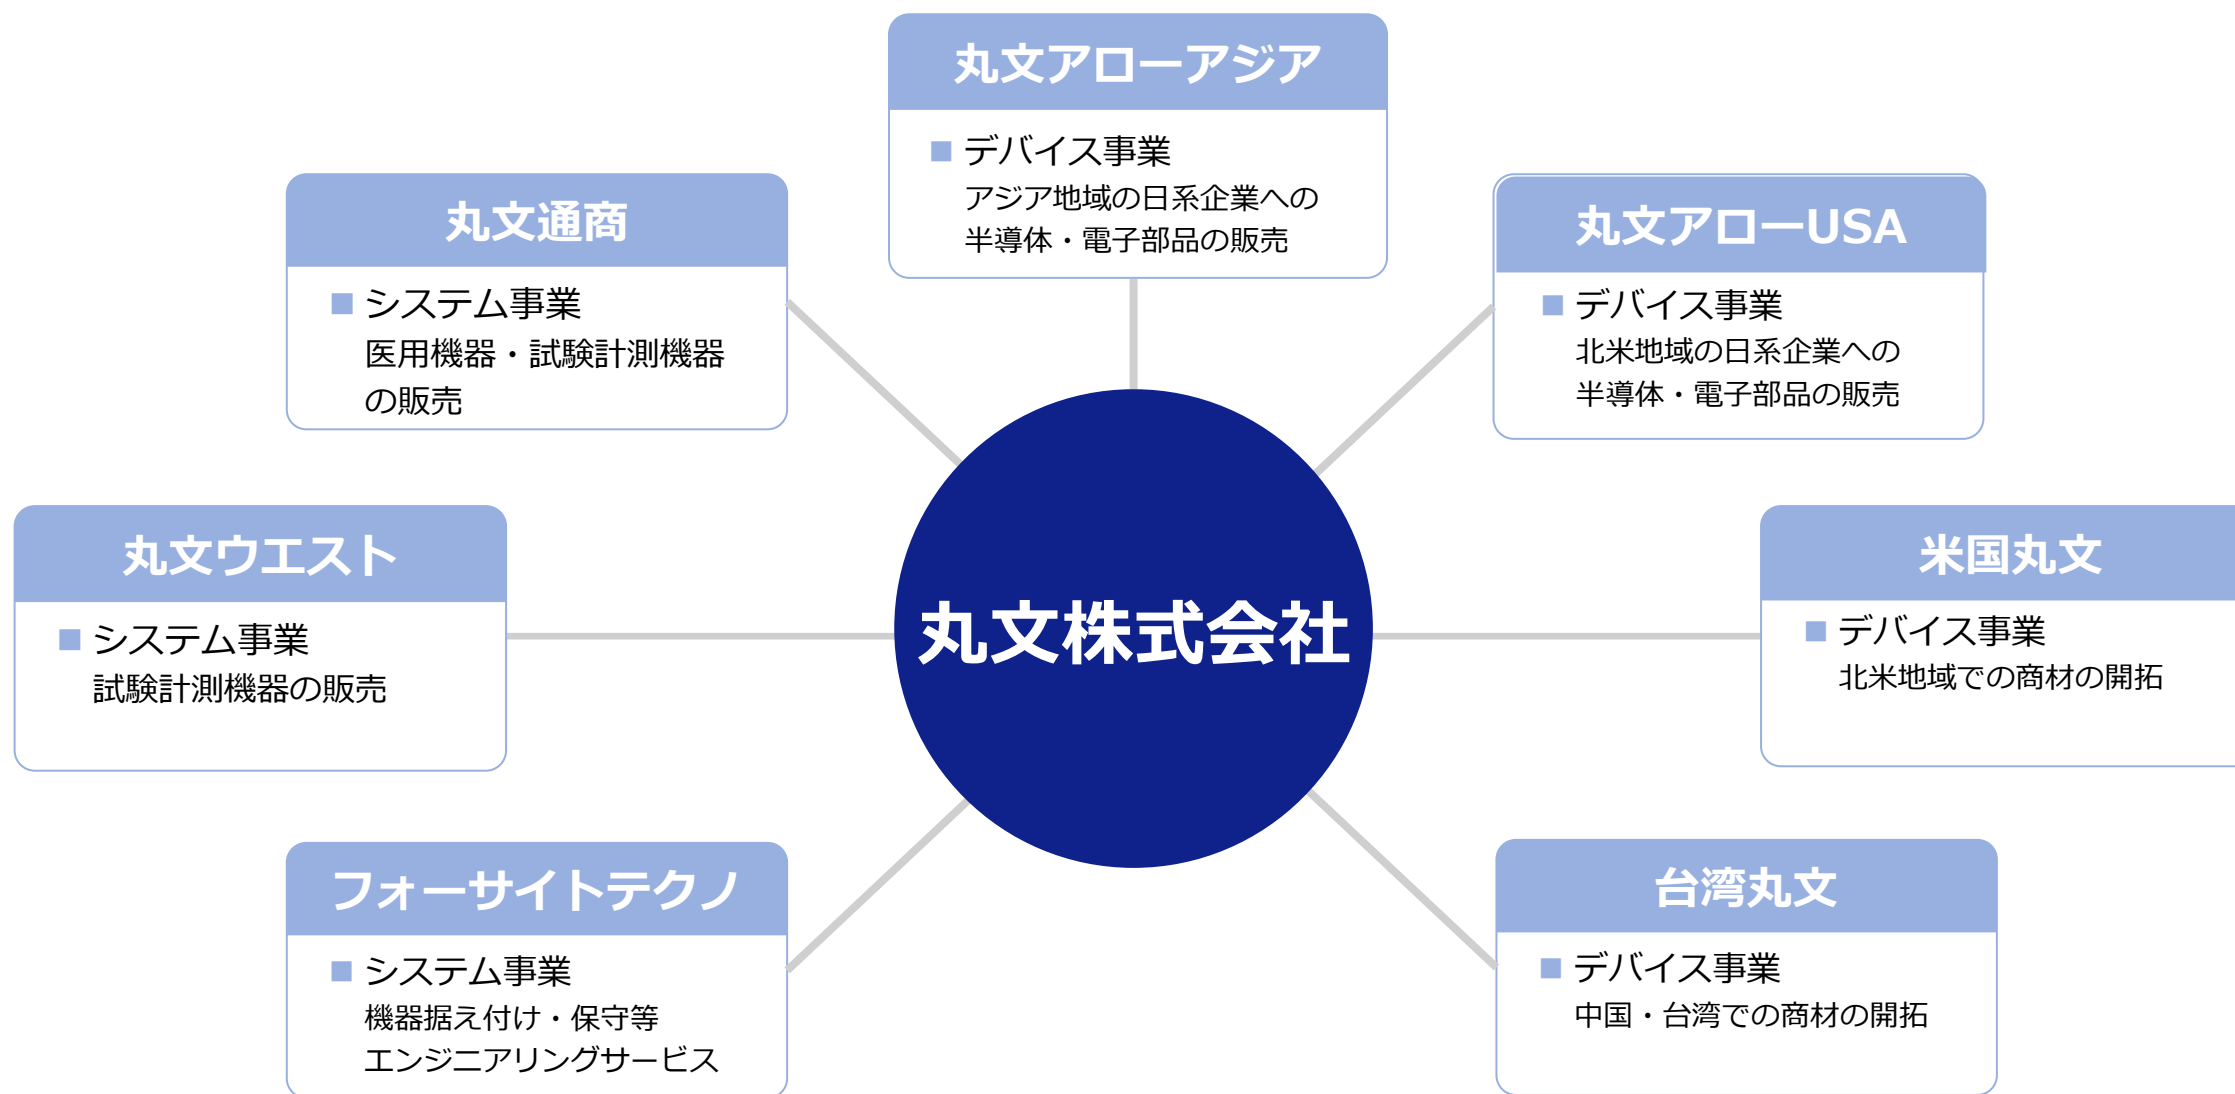 丸文アローアジア
■ デバイス事業
アジア地域の日系企業への
半導体・電子部品の販売
丸文通商
■ システム事業
医用機器・試験計測機器
の販売
丸文アローUSA
■ デバイス事業
北米地域の日系企業への
半導体・電子部品の販売
丸文ウエスト
■ システム事業
試験計測機器の販売
丸文株式会社
米国丸文
■ デバイス事業
北米地域での商材の開拓
フォーサイトテクノ
■ システム事業
機器据え付け・保守等
エンジニアリングサービス
台湾丸文
■ デバイス事業
中国・台湾での商材の開拓